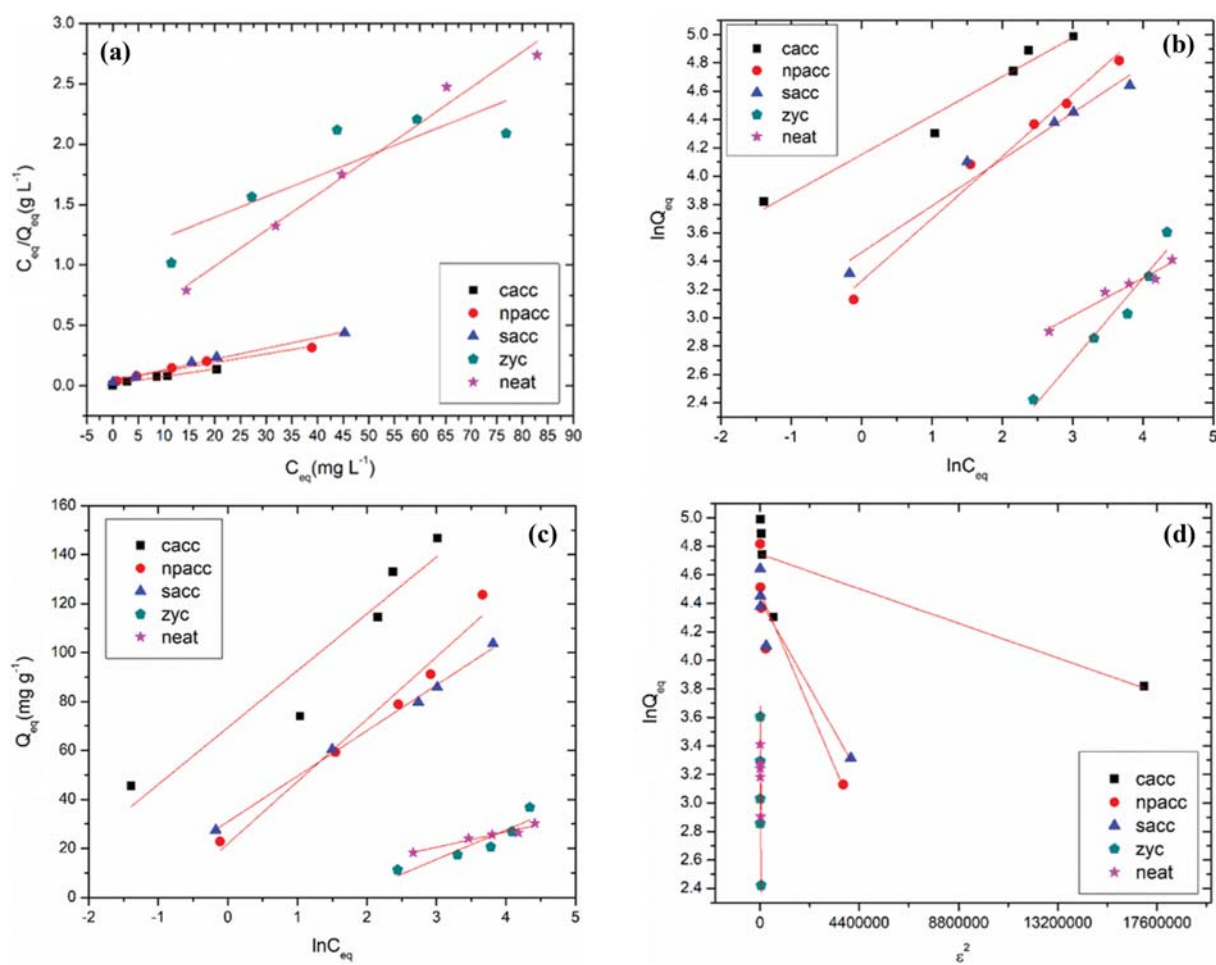 (a)
3.0
2.5
2.0
1.5
1.0
0.5
0.0
C_eq/Q_eq (g L⁻¹)
cacc
npacc
sacc
zyc
neat
-5 0 5 10 15 20 25 30 35 40 45 50 55 60 65 70 75 80 85 90
C_eq (mg L⁻¹)
(b)
5.0
4.8
4.6
4.4
4.2
4.0
3.8
3.6
3.4
3.2
3.0
2.8
2.6
2.4
lnQ_eq
cacc
npacc
sacc
zyc
neat
-2 -1 0 1 2 3 4 5
lnC_eq
(c)
160
140
120
100
80
60
40
20
0
Q_eq (mg g⁻¹)
cacc
npacc
sacc
zyc
neat
-2 -1 0 1 2 3 4 5
lnC_eq
(d)
5.0
4.8
4.6
4.4
4.2
4.0
3.8
3.6
3.4
3.2
3.0
2.8
2.6
2.4
lnQ_eq
cacc
npacc
sacc
zyc
neat
0 4400000 8800000 13200000 17600000
ε²